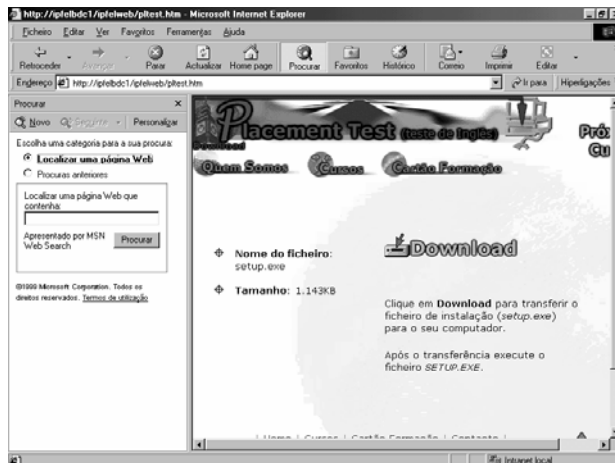 http://ipfelbdc1/ipfelweb/pltest.htm - Microsoft Internet Explorer
Ficheiro Editar Ver Favoritos Ferramentas Ajuda
Retroceder Avançar Parar Actualizar Home page Procurar Favoritos Histórico Correio Imprimir Editar
Endereço http://ipfelbdc1/ipfelweb/pltest.htm Ir para Hiperligações
Procurar
Novo Seguinte Personalizar
Escolha uma categoria para a sua procura:
Localizar uma página Web
Procuras anteriores
Localizar uma página Web que
contenha:
Apresentado por MSN
Web Search
Procurar
©1999 Microsoft Corporation. Todos os
direitos reservados. Termos de utilização
Placement Test (teste de Inglês)
Download
Quem Somos Cursos Cartão Formação
Nome do ficheiro:
setup.exe
Tamanho: 1.143KB
Download
Clique em Download para transferir o
ficheiro de instalação (setup.exe)
para o seu computador.
Após o transferência execute o
ficheiro SETUP.EXE.
| Home | Cursos | Cartão Formação | Contacto |
Intranet local